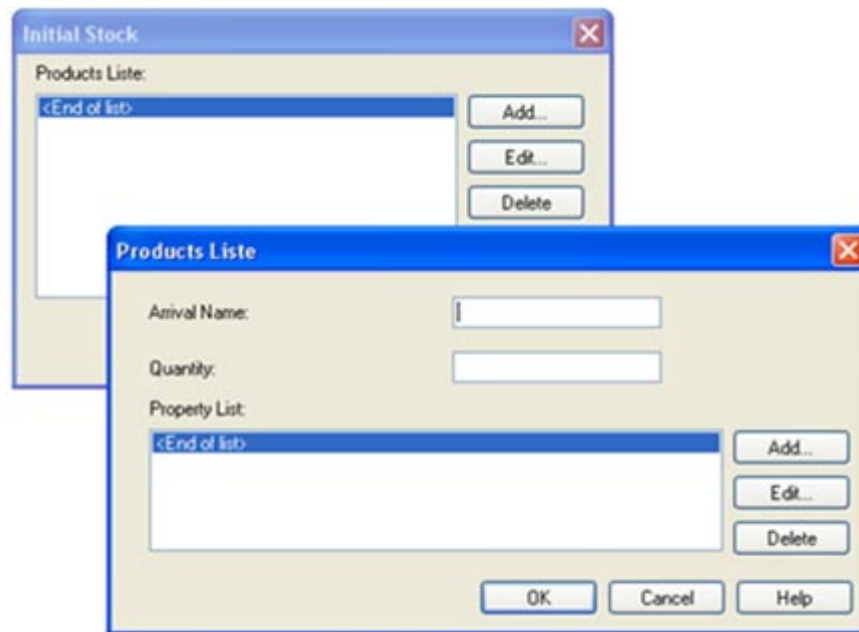 Initial Stock
Products Liste:
<End of list>
Add...
Edit...
Delete
Products Liste
Arrival Name:
Quantity:
Property List:
<End of list>
Add...
Edit...
Delete
OK Cancel Help